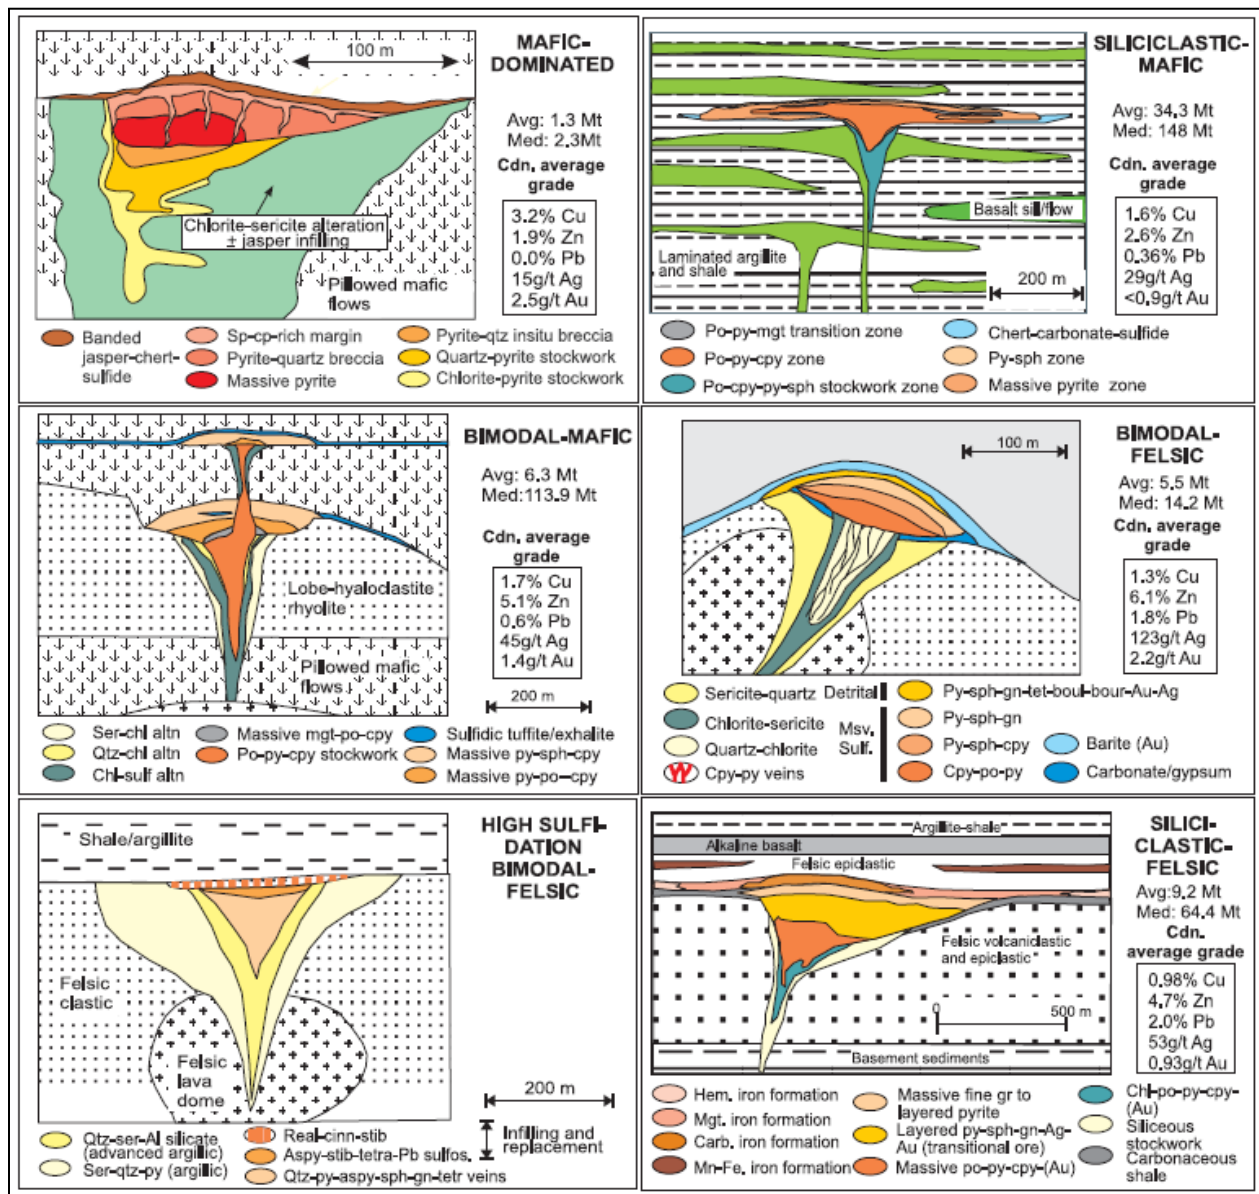 MAFIC-
DOMINATED
100 m
Avg: 1.3 Mt
Med: 2.3Mt
Cdn. average
grade
3.2% Cu
1.9% Zn
0.0% Pb
15g/t Ag
2.5g/t Au
Chlorite-sericite alteration
± jasper infilling
Pillowed mafic
flows
Banded
jasper-chert-
sulfide
Sp-cp-rich margin
Pyrite-quartz breccia
Massive pyrite
Pyrite-qtz insitu breccia
Quartz-pyrite stockwork
Chlorite-pyrite stockwork
SILICICLASTIC-
MAFIC
Avg: 34.3 Mt
Med: 148 Mt
Cdn. average
grade
1.6% Cu
2.6% Zn
0.36% Pb
29g/t Ag
<0.9g/t Au
Basalt sill/flow
Laminated argillite
and shale
200 m
Po-py-mgt transition zone
Po-py-cpy zone
Po-cpy-py-sph stockwork zone
Chert-carbonate-sulfide
Py-sph zone
Massive pyrite zone
BIMODAL-MAFIC
Avg: 6.3 Mt
Med:113.9 Mt
Cdn. average
grade
1.7% Cu
5.1% Zn
0.6% Pb
45g/t Ag
1.4g/t Au
Lobe-hyaloclastite
rhyolite
Pillowed mafic
flows
200 m
Ser-chl altn
Qtz-chl altn
Chl-sulf altn
Massive mgt-po-cpy
Po-py-cpy stockwork
Sulfidic tuffite/exhalite
Massive py-sph-cpy
Massive py-po-cpy
BIMODAL-
FELSIC
100 m
Avg: 5.5 Mt
Med: 14.2 Mt
Cdn. average
grade
1.3% Cu
6.1% Zn
1.8% Pb
123g/t Ag
2.2g/t Au
Sericite-quartz
Chlorite-sericite
Quartz-chlorite
Cpy-py veins
Detrital
Msv.
Sulf.
Py-sph-gn-tet-boul-bour-Au-Ag
Py-sph-gn
Py-sph-cpy
Cpy-po-py
Barite (Au)
Carbonate/gypsum
HIGH SULFI-
DATION
BIMODAL-
FELSIC
Shale/argillite
Felsic
clastic
Felsic
lava
dome
200 m
Infilling and
replacement
Qtz-ser-Al silicate
(advanced argilic)
Ser-qtz-py (argilic)
Real-cinn-stib
Aspy-stib-tetra-Pb sulfos.
Qtz-py-aspy-sph-gn-tetr veins
SILICI-
CLASTIC-
FELSIC
Avg:9.2 Mt
Med: 64.4 Mt
Cdn.
average grade
0.98% Cu
4.7% Zn
2.0% Pb
53g/t Ag
0.93g/t Au
Argillite-shale
Alkaline basalt
Felsic epiclastic
Felsic volcaniclastic
and epiclastic
0 500 m
Basement sediments
Hem. iron formation
Mgt. iron formation
Carb. iron formation
Mn-Fe. iron formation
Massive fine gr to
layered pyrite
Layered py-sph-gn-Ag-
Au (transitional ore)
Massive po-py-cpy-(Au)
Chl-po-py-cpy-
(Au)
Siliceous
stockwork
Carbonaceous
shale